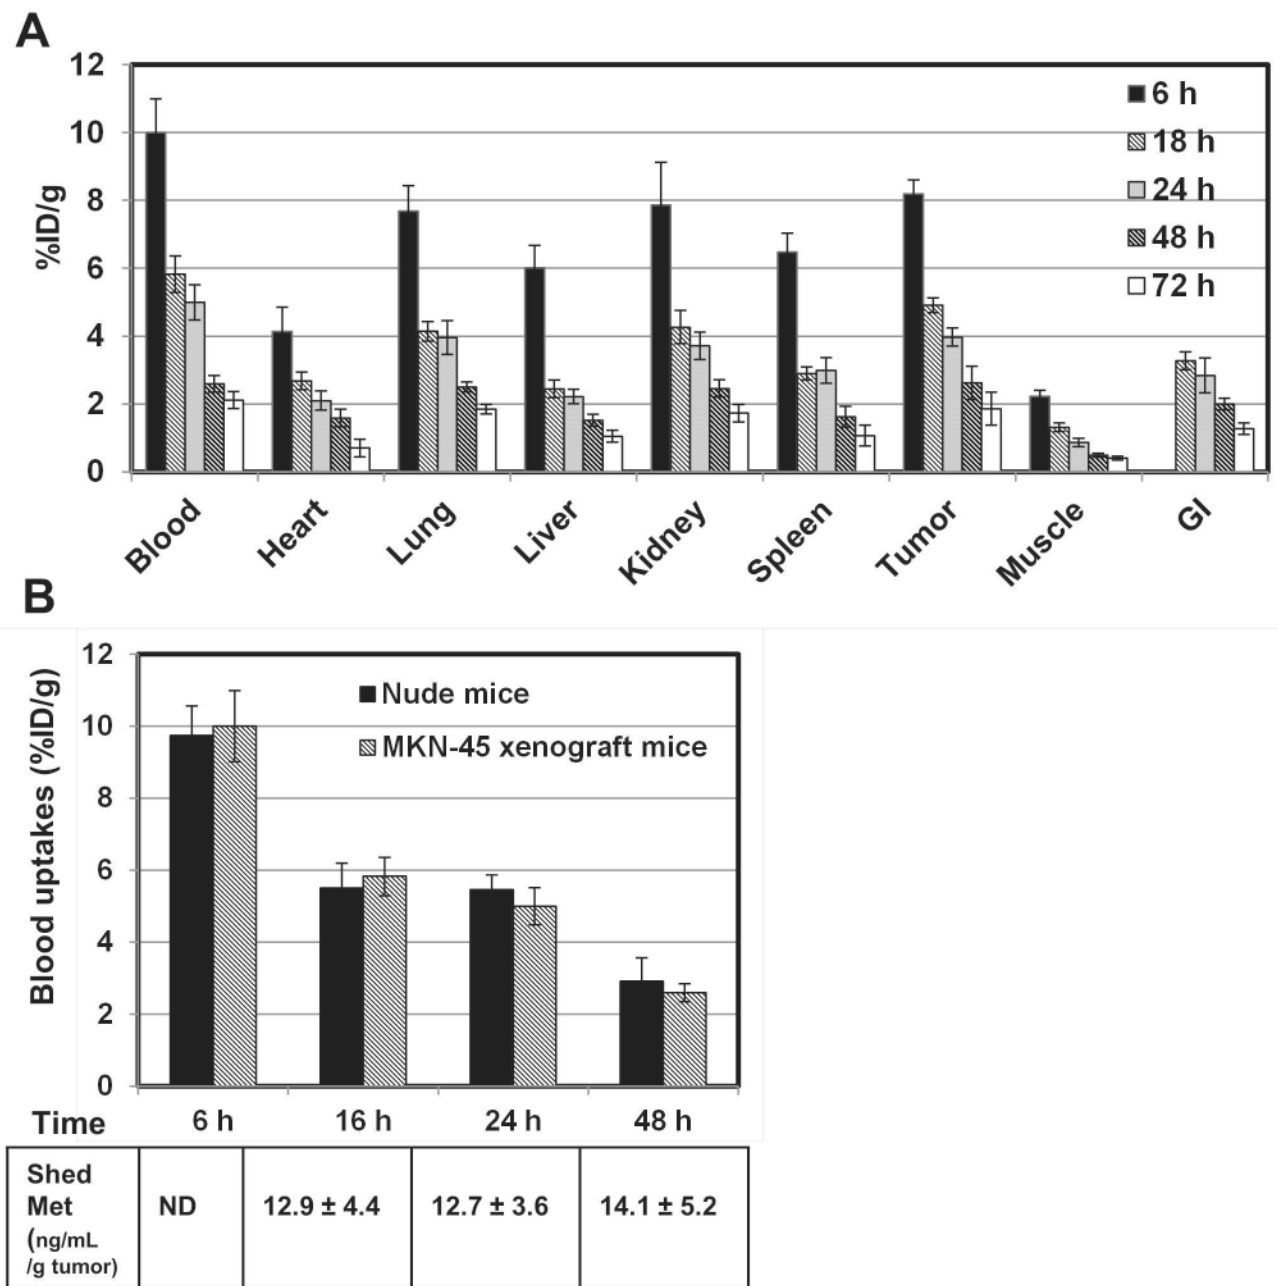 A
12
10
8
6
4
2
0
%ID/g
6 h
18 h
24 h
48 h
72 h
Blood
Heart
Lung
Liver
Kidney
Spleen
Tumor
Muscle
GI
B
12
10
8
6
4
2
0
Blood uptakes (%ID/g)
Nude mice
MKN-45 xenograft mice
Time 6 h 16 h 24 h 48 h
Shed
Met
(ng/mL
/g tumor)
ND 12.9 ± 4.4 12.7 ± 3.6 14.1 ± 5.2